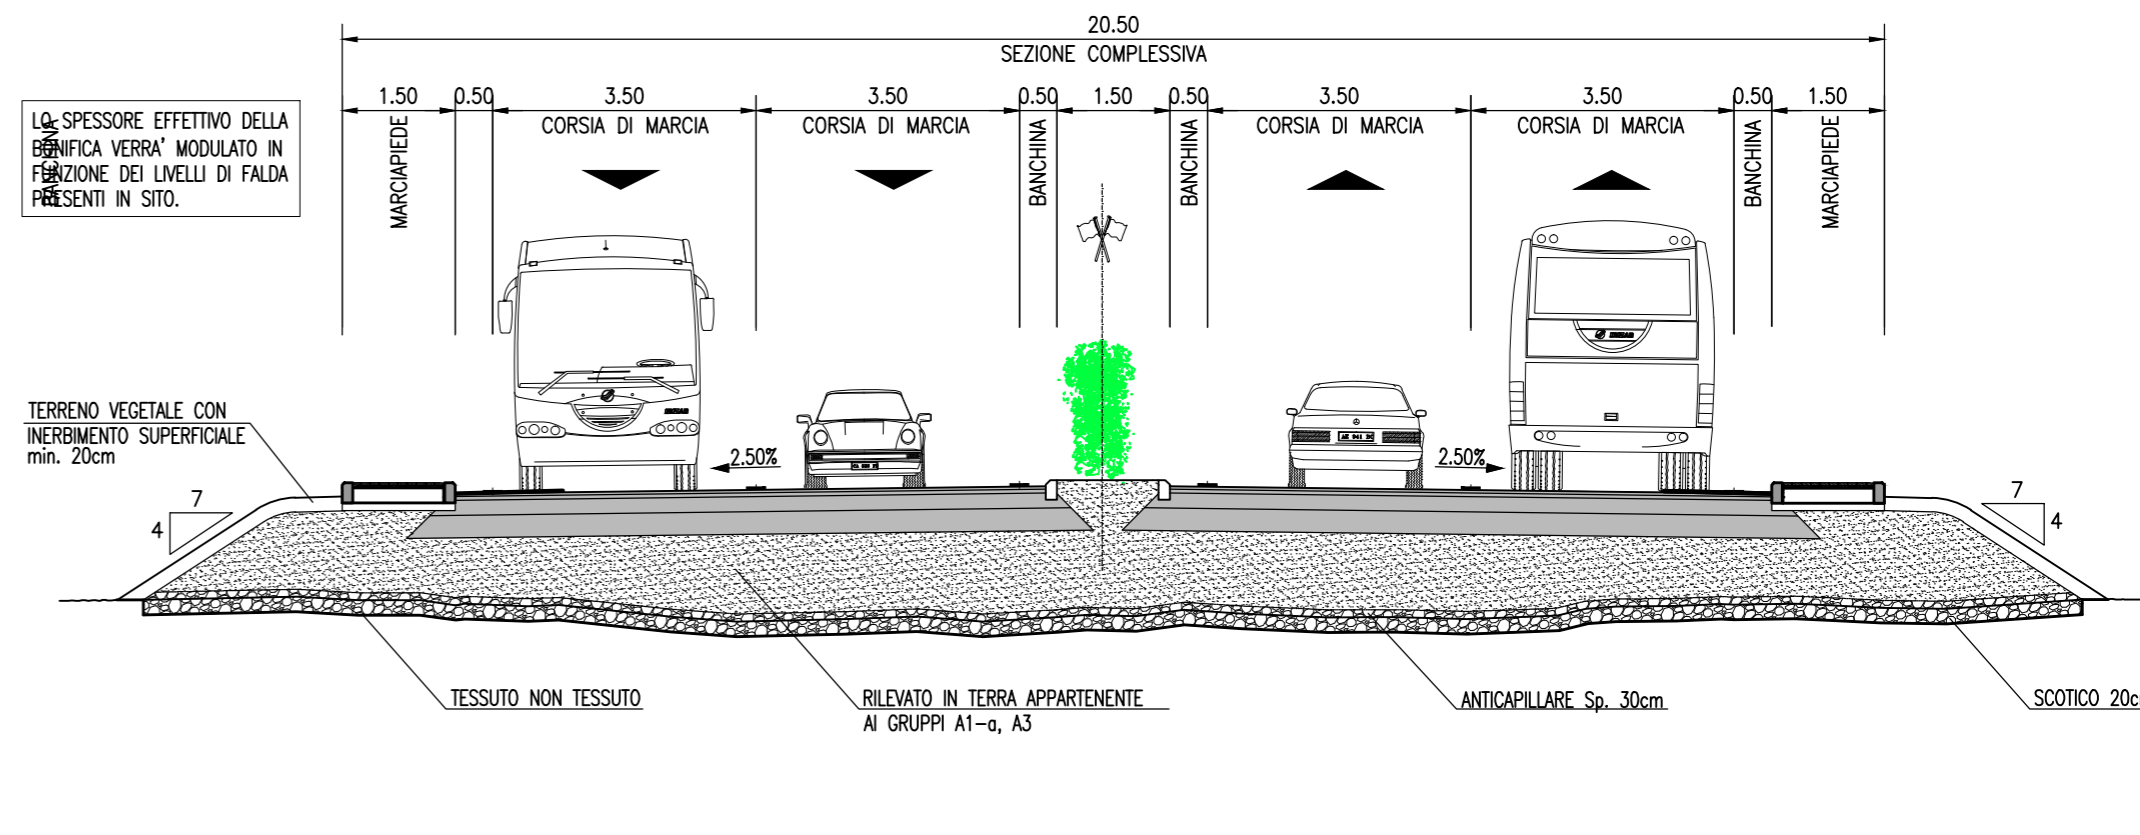 20.50
SEZIONE COMPLESSIVA
1.50 0.50 3.50 3.50 0.50 1.50 0.50 3.50 3.50 0.50 1.50
CORSIA DI MARCIA CORSIA DI MARCIA CORSIA DI MARCIA CORSIA DI MARCIA
BANCHINA
MARCIAPIEDE
BANCHINA
BANCHINA
BANCHINA
MARCIAPIEDE
LO SPESSORE EFFETTIVO DELLA
BONIFICA VERRA' MODULATO IN
FUNZIONE DEI LIVELLI DI FALDA
PRESENTI IN SITO.
TERRENO VEGETALE CON
INERBIMENTO SUPERFICIALE
min. 20cm
2.50%
2.50%
7
4
7
4
TESSUTO NON TESSUTO
RILEVATO IN TERRA APPARTENENTE
AI GRUPPI A1-a, A3
ANTICAPILLARE Sp. 30cm
SCOTICO 20c